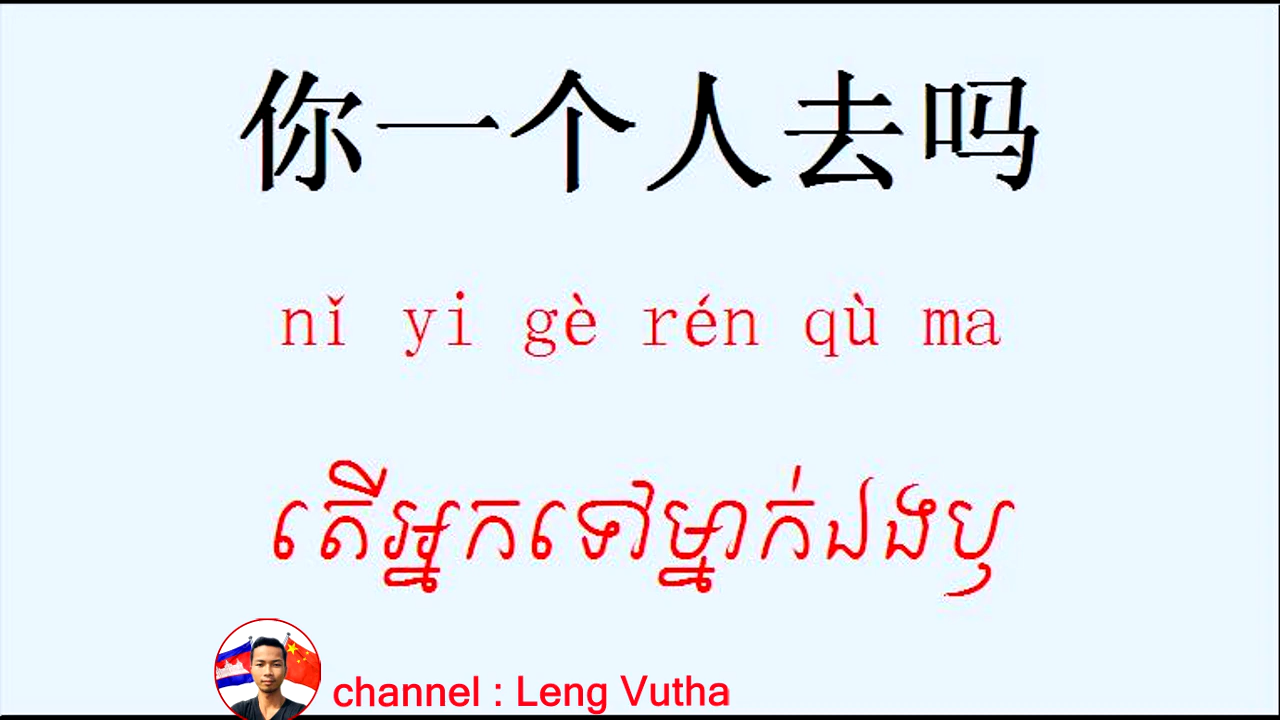 你一个人去吗
nǐ yi gè rén qù ma
តើអ្នកទៅម្នាក់ឯងឬ
channel : Leng Vutha